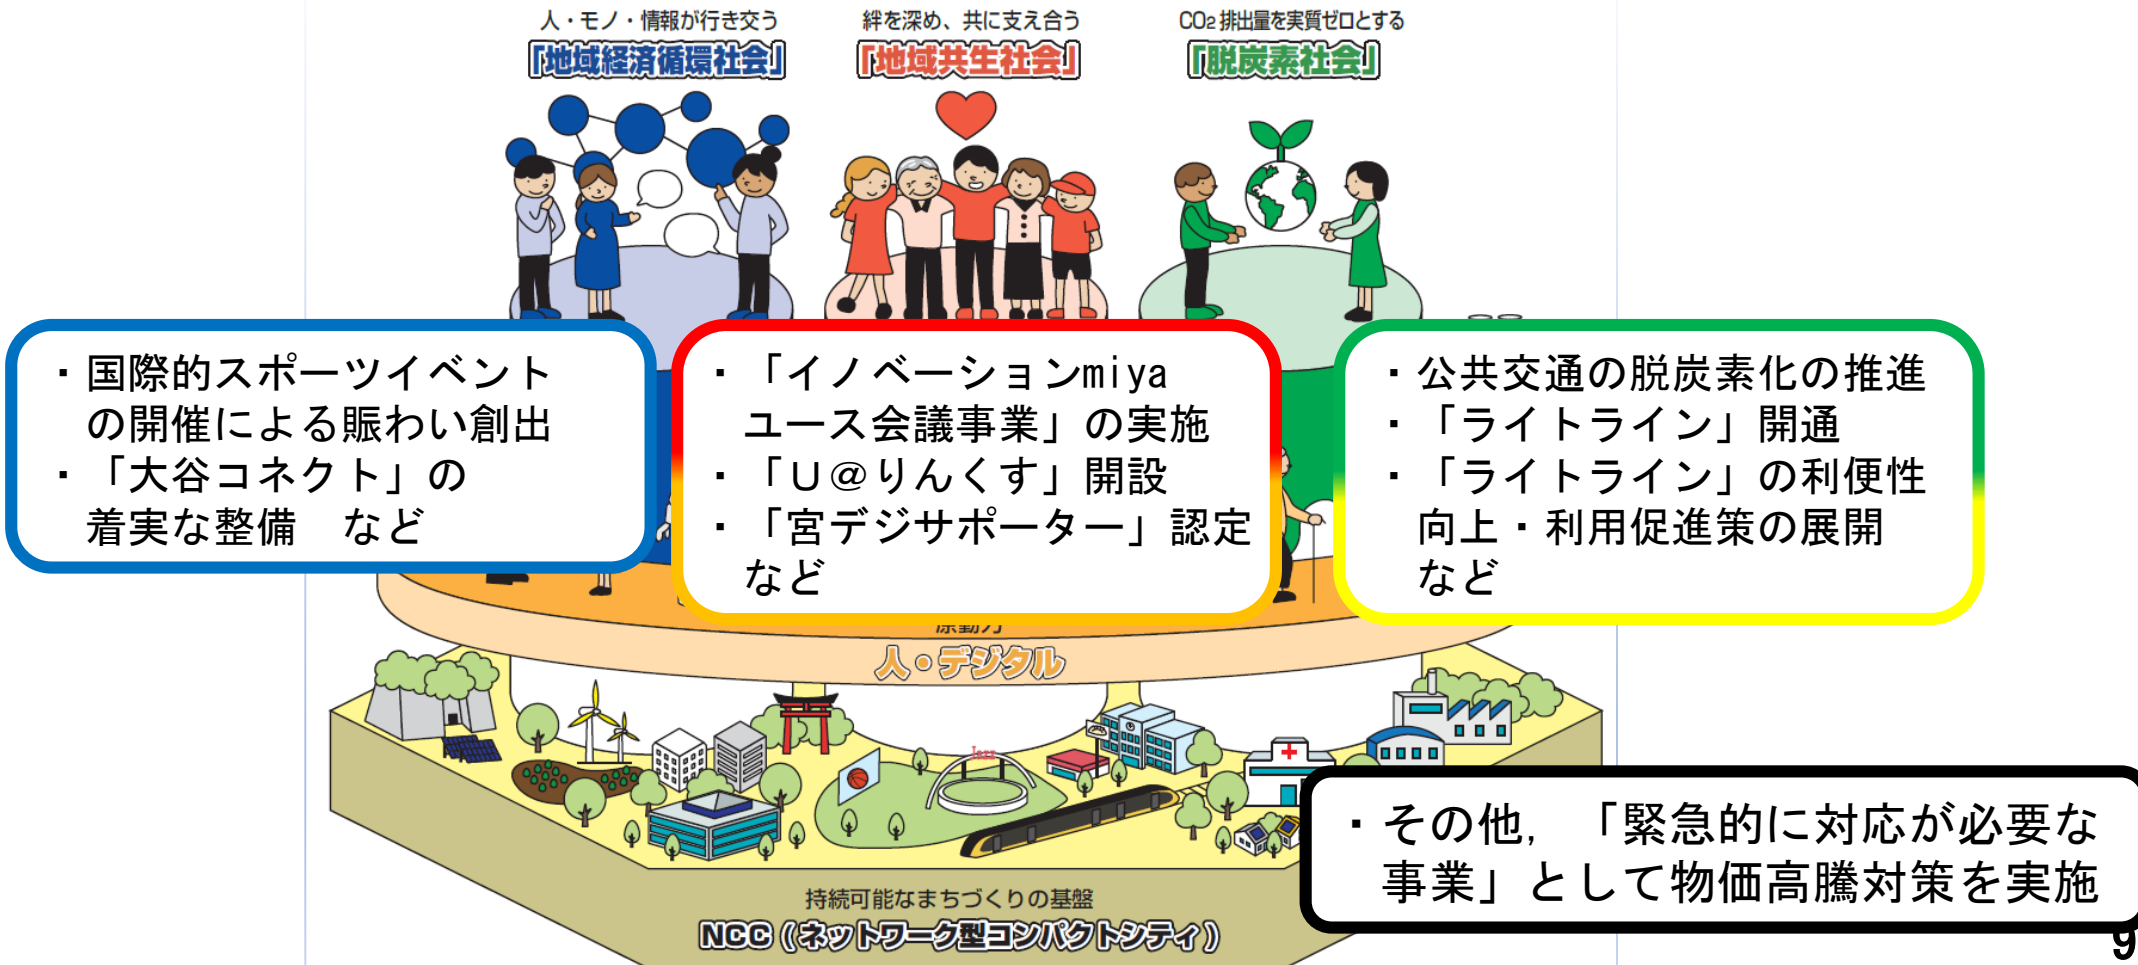 人・モノ・情報が行き交う
「地域経済循環社会」
絆を深め、共に支え合う
「地域共生社会」
CO2排出量を実質ゼロとする
「脱炭素社会」
・国際的スポーツイベント
の開催による賑わい創出
・「大谷コネクト」の
着実な整備　など
・「イノベーションmiya
ユース会議事業」の実施
・「Ｕ＠りんくす」開設
・「宮デジサポーター」認定
など
・公共交通の脱炭素化の推進
・「ライトライン」開通
・「ライトライン」の利便性
向上・利用促進策の展開
など
原動力
人・デジタル
Jazz
・その他，「緊急的に対応が必要な
事業」として物価高騰対策を実施
持続可能なまちづくりの基盤
NCC（ネットワーク型コンパクトシティ）
9